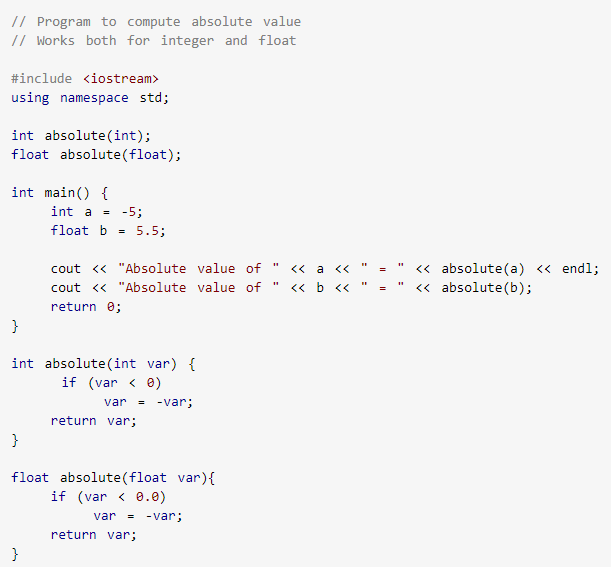 // Program to compute absolute value
// Works both for integer and float
#include <iostream>
using namespace std;
int absolute(int);
float absolute(float);
int main() {
int a = -5;
float b = 5.5;
cout << "Absolute value of " << a << " = " << absolute(a) << endl;
cout << "Absolute value of " << b << " = " << absolute(b);
return 0;
}
int absolute(int var) {
if (var < 0)
var = -var;
return var;
}
float absolute(float var){
if (var < 0.0)
var = -var;
return var;
}